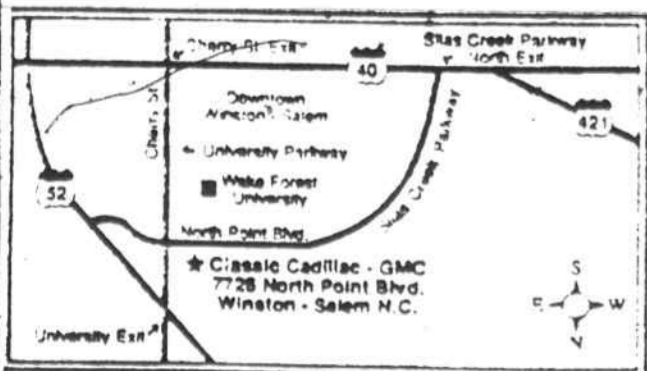 Cherry St. Exit
Silas Creek Parkway
North Exit
40
421
Downtown
Winston-Salem
Cherry St
← University Parkway
Silas Creek Parkway
52
Wake Forest
University
North Point Blvd.
★ Classic Cadillac - GMC
7728 North Point Blvd.
Winston - Salem N.C.
University Exit
S
E W
N